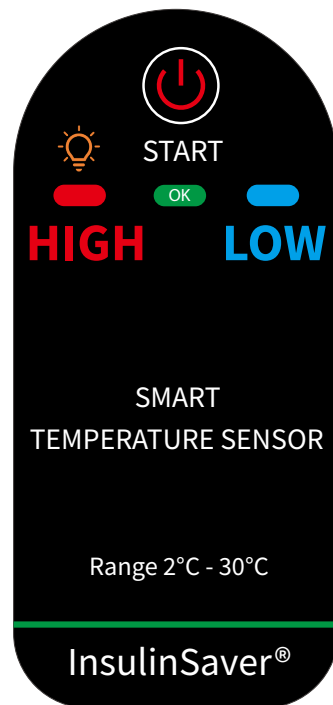 START
OK
HIGH LOW
SMART
TEMPERATURE SENSOR
Range 2°C - 30°C
InsulinSaver®